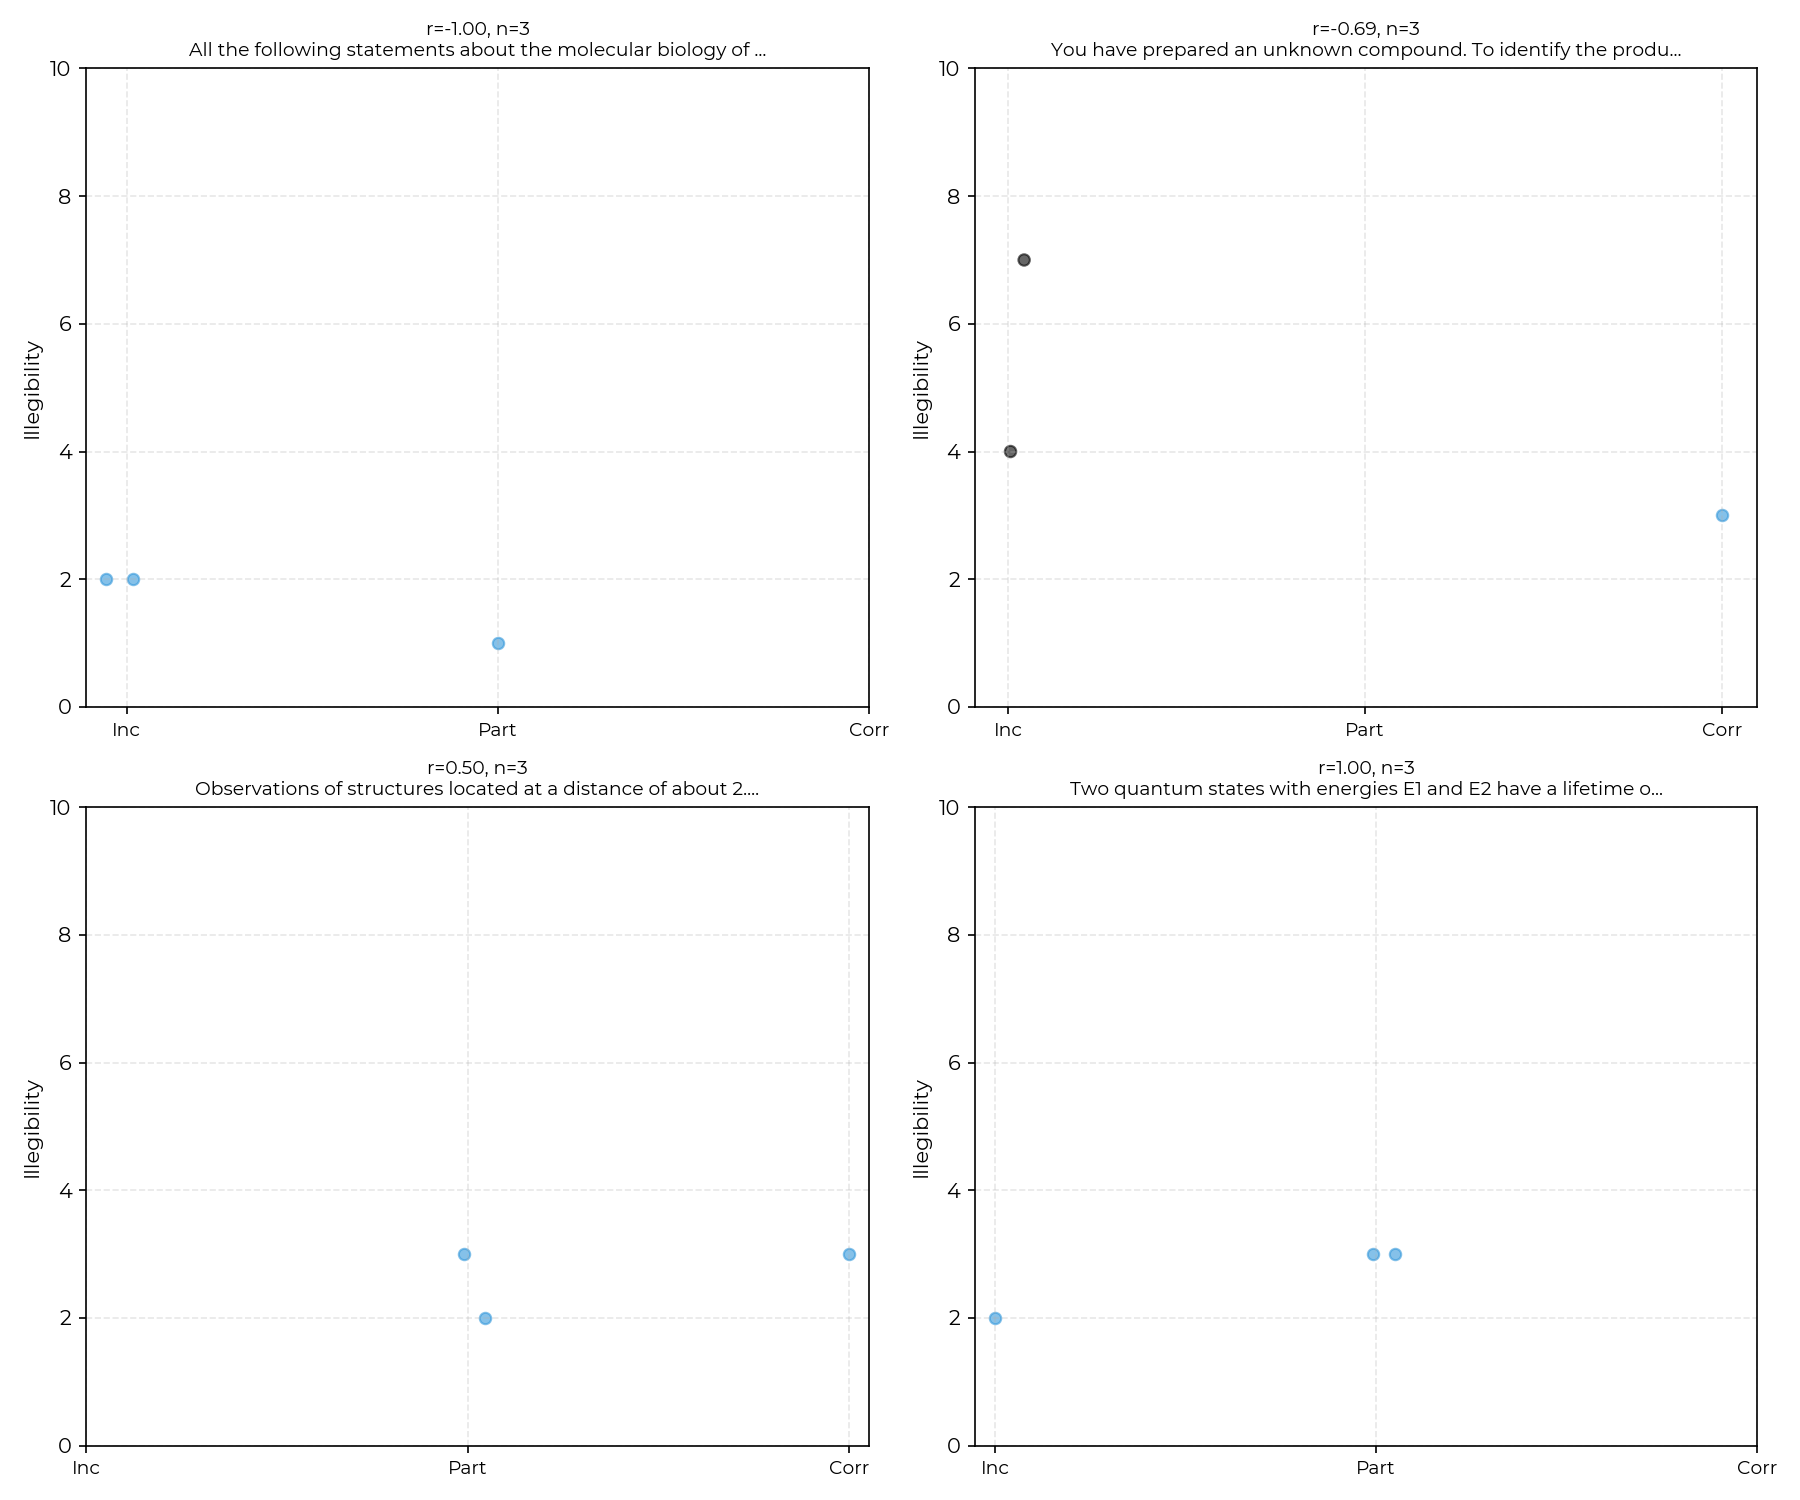 r=-1.00, n=3
All the following statements about the molecular biology of ...
10
8
6
4
2
0
Illegibility
Inc
Part
Corr
r=-0.69, n=3
You have prepared an unknown compound. To identify the produ...
10
8
6
4
2
0
Illegibility
Inc
Part
Corr
r=0.50, n=3
Observations of structures located at a distance of about 2....
10
8
6
4
2
0
Illegibility
Inc
Part
Corr
r=1.00, n=3
Two quantum states with energies E1 and E2 have a lifetime o...
10
8
6
4
2
0
Illegibility
Inc
Part
Corr